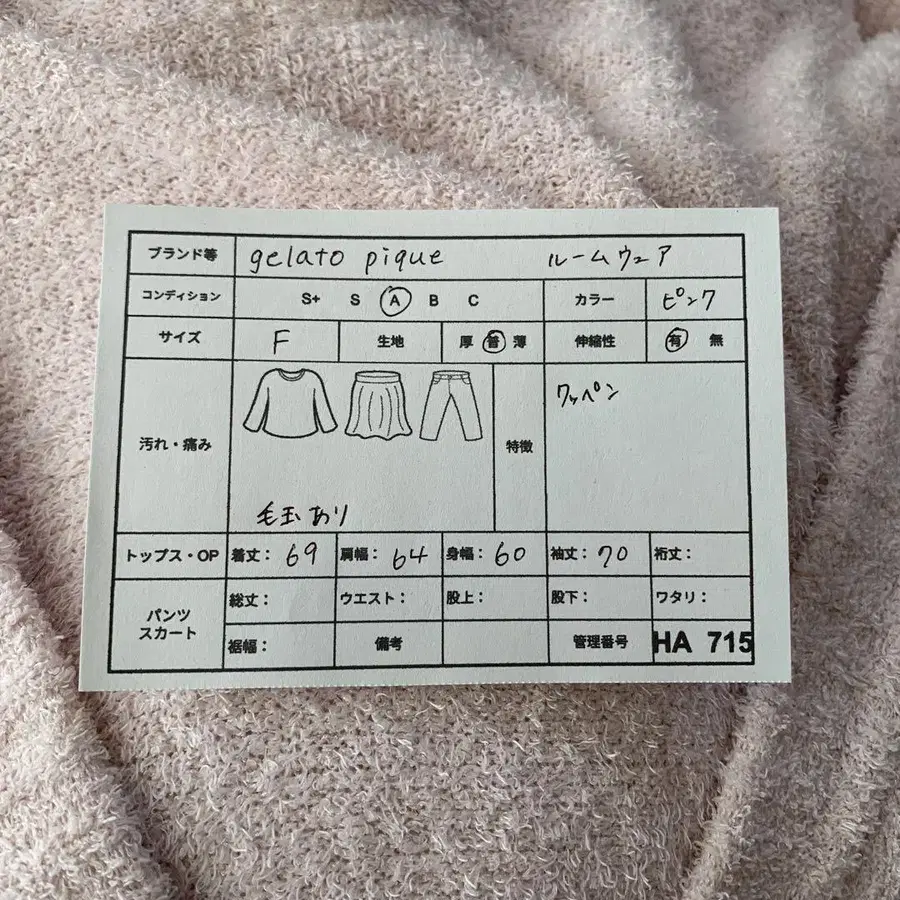 ブランド等 gelato pique ルームウェア
コンディション S+ S A B C カラー ピンク
サイズ F 生地 厚 普 薄 伸縮性 有 無
汚れ・痛み 毛玉あり 特徴 ワッペン
トップス・OP 着丈：69 肩幅：64 身幅：60 袖丈：70 裄丈：
パンツ スカート 総丈： ウエスト： 股上： 股下： ワタリ：
裾幅： 備考 管理番号 HA 715